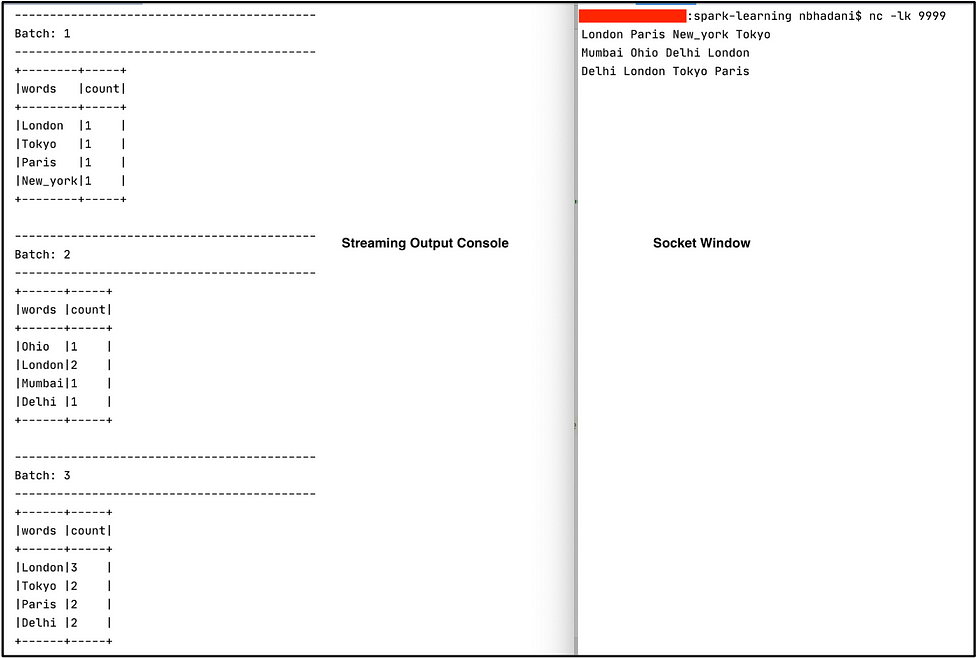 -------------------------------------------
Batch: 1
-------------------------------------------
+--------+-----+
|words   |count|
+--------+-----+
|London  |1    |
|Tokyo   |1    |
|Paris   |1    |
|New_york|1    |
+--------+-----+
-------------------------------------------
Batch: 2
-------------------------------------------
+------+-----+
|words |count|
+------+-----+
|Ohio  |1    |
|London|2    |
|Mumbai|1    |
|Delhi |1    |
+------+-----+
-------------------------------------------
Batch: 3
-------------------------------------------
+------+-----+
|words |count|
+------+-----+
|London|3    |
|Tokyo |2    |
|Paris |2    |
|Delhi |2    |
+------+-----+
Streaming Output Console
:spark-learning nbhadani$ nc -lk 9999
London Paris New_york Tokyo
Mumbai Ohio Delhi London
Delhi London Tokyo Paris
Socket Window